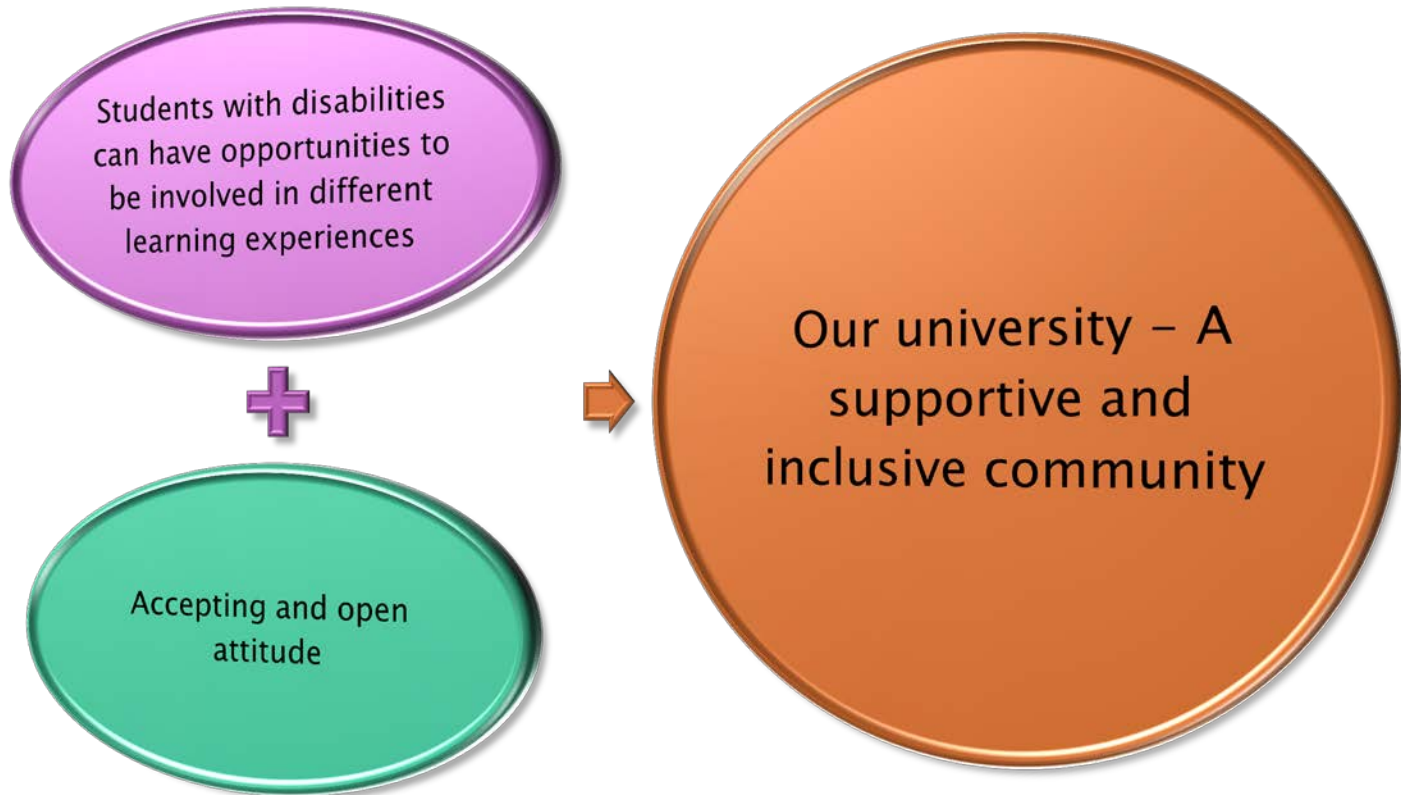 Students with disabilities
can have opportunities to
be involved in different
learning experiences
Accepting and open
attitude
Our university – A
supportive and
inclusive community